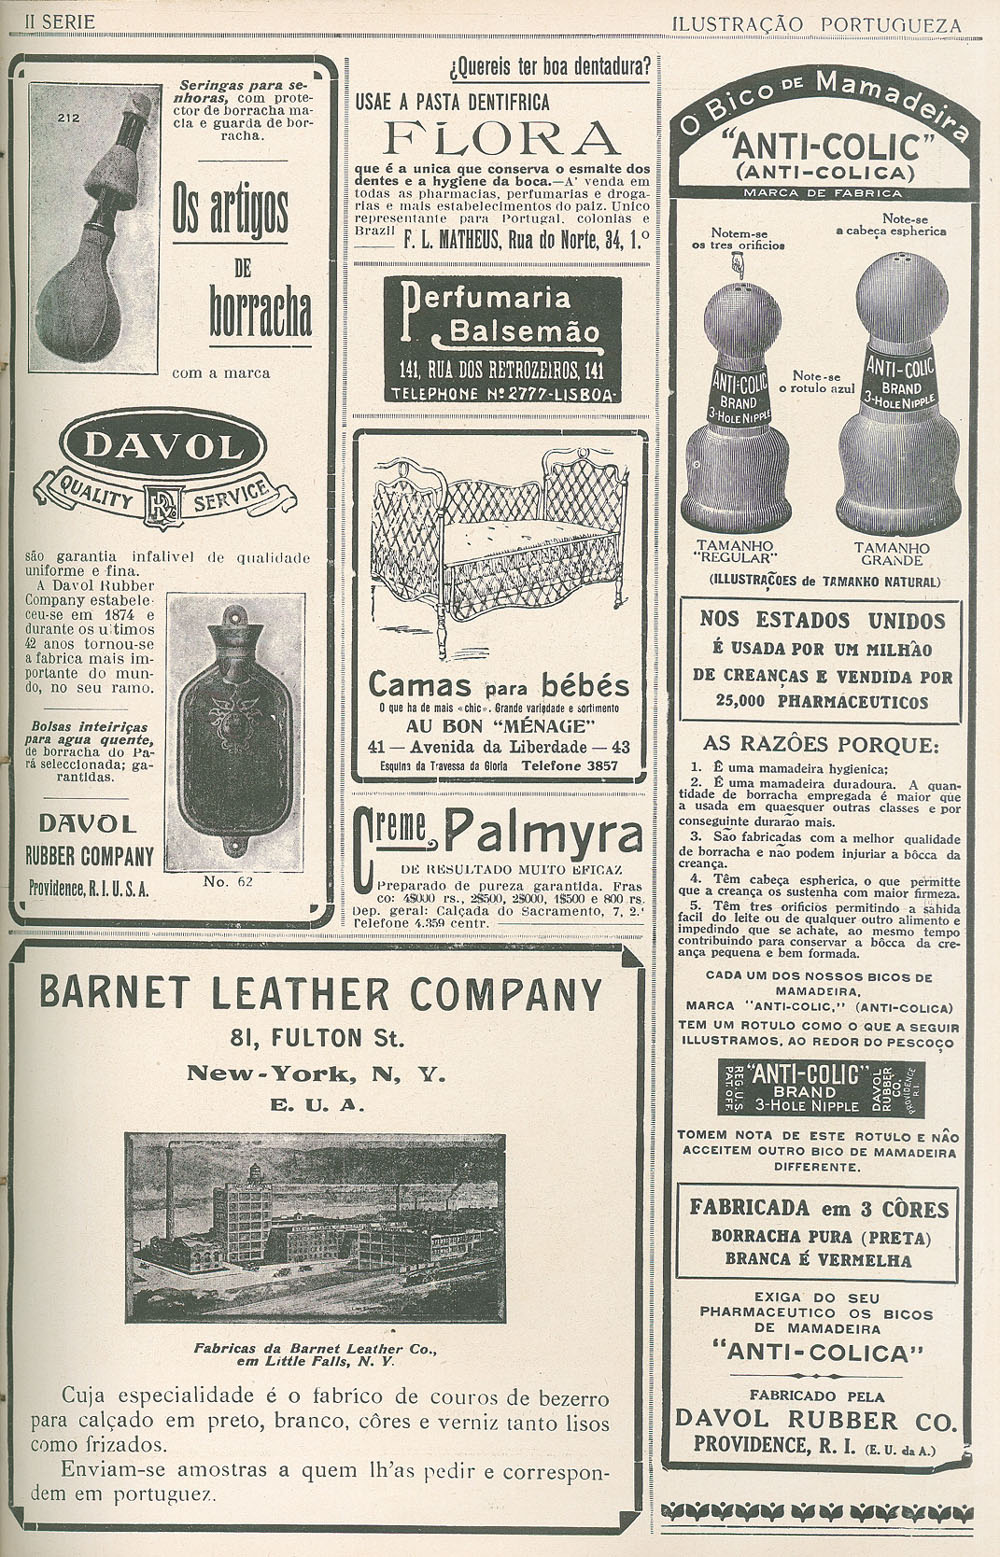 II SERIE
ILUSTRAÇÃO PORTUGUEZA
212
Seringas para se-
nhoras, com prote-
ctor de borracha ma-
cia e guarda de bor-
racha.
Os artigos
DE
borracha
com a marca
DAVOL
QUALITY
SERVICE
são garantia infalivel de qualidade
uniforme e fina.
A Davol Rubber
Company estabele-
ceu-se em 1874 e
durante os ultimos
42 anos tornou-se
a fabrica mais im-
portante do mun-
do, no seu ramo.
Bolsas inteiriças
para agua quente,
de borracha do Pa-
rá seleccionada; ga-
rantidas.
DAVOL
RUBBER COMPANY
Providence, R. I. U. S. A.
No. 62
¿Quereis ter boa dentadura?
USAE A PASTA DENTIFRICA
FLORA
que é a unica que conserva o esmalte dos
dentes e a hygiene da boca.—A' venda em
todas as pharmacias, perfumarias e droga-
rias e mais estabelecimentos do paiz. Unico
representante para Portugal, colonias e
Brazil F. L. MATHEUS, Rua do Norte, 34, 1.º
Perfumaria
Balsemão
141, RUA DOS RETROZEIROS, 141
TELEPHONE Nº 2777-LISBOA-
Camas para bébés
O que ha de mais «chic». Grande variedade e sortimento
AU BON "MÉNAGE"
41 — Avenida da Liberdade — 43
Esquina da Travessa da Gloria Telefone 3857
Creme Palmyra
DE RESULTADO MUITO EFICAZ
Preparado de pureza garantida. Fras
co: 4$000 rs., 2$500, 2$000, 1$500 e 800 rs.
Dep. geral: Calçada do Sacramento, 7, 2.º
Telefone 4.359 centr.
BARNET LEATHER COMPANY
81, FULTON St.
New-York, N, Y.
E. U. A.
Fabricas da Barnet Leather Co.,
em Little Falls, N. Y.
Cuja especialidade é o fabrico de couros de bezerro
para calçado em preto, branco, côres e verniz tanto lisos
como frizados.
Enviam-se amostras a quem lh'as pedir e correspon-
dem em portuguez.
O Bico DE Mamadeira
"ANTI-COLIC"
(ANTI-COLICA)
MARCA DE FABRICA
Notem-se
os tres orificios
Note-se
a cabeça espherica
ANTI-COLIC
BRAND
3-HOLE NIPPLE
Note-se
o rotulo azul
ANTI-COLIC
BRAND
3-HOLE NIPPLE
TAMANHO
"REGULAR"
TAMANHO
GRANDE
(ILLUSTRAÇOES de TAMANHO NATURAL)
NOS ESTADOS UNIDOS
É USADA POR UM MILHÃO
DE CREANÇAS E VENDIDA POR
25,000 PHARMACEUTICOS
AS RAZÕES PORQUE:
1. É uma mamadeira hygienica;
2. É uma mamadeira duradoura. A quan-
tidade de borracha empregada é maior que
a usada em quaesquer outras classes e por
conseguinte durarão mais.
3. São fabricadas com a melhor qualidade
de borracha e não podem injuriar a bôcca da
creança.
4. Têm cabeça espherica, o que permitte
que a creança os sustenha com maior firmeza.
5. Têm tres orificios permitindo a sahida
facil do leite ou de qualquer outro alimento e
impedindo que se achate, ao mesmo tempo
contribuindo para conservar a bôcca da cre-
ança pequena e bem formada.
CADA UM DOS NOSSOS BICOS DE
MAMADEIRA,
MARCA "ANTI-COLIC," (ANTI-COLICA)
TEM UM ROTULO COMO O QUE A SEGUIR
ILLUSTRAMOS, AO REDOR DO PESCOÇO
REG. U.S. PAT. OFF.
"ANTI-COLIC"
BRAND
3-HOLE NIPPLE
DAVOL RUBBER CO.
PROVIDENCE R.I.
TOMEM NOTA DE ESTE ROTULO E NÃO
ACCEITEM OUTRO BICO DE MAMADEIRA
DIFFERENTE.
FABRICADA em 3 CÔRES
BORRACHA PURA (PRETA)
BRANCA É VERMELHA
EXIGA DO SEU
PHARMACEUTICO OS BICOS
DE MAMADEIRA
"ANTI-COLICA"
FABRICADO PELA
DAVOL RUBBER CO.
PROVIDENCE, R. I. (E. U. da A.)